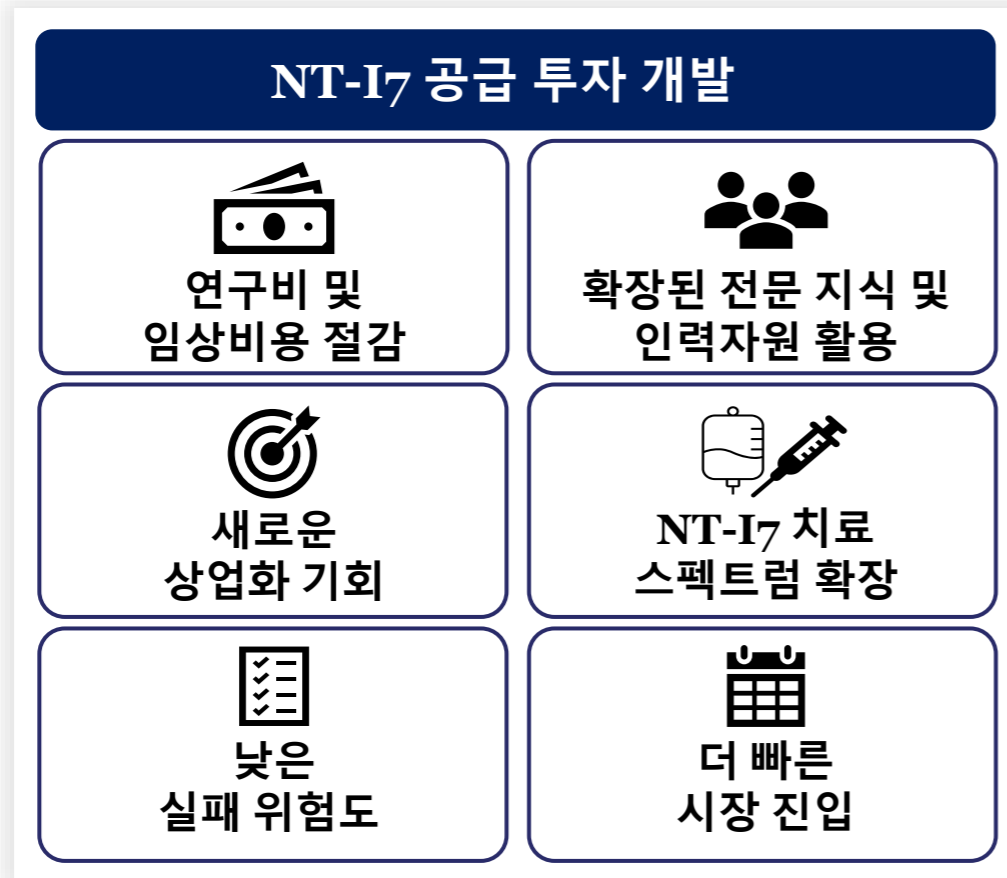 NT-I7 공급 투자 개발
연구비 및
임상비용 절감
확장된 전문 지식 및
인력자원 활용
새로운
상업화 기회
NT-I7 치료
스펙트럼 확장
낮은
실패 위험도
더 빠른
시장 진입